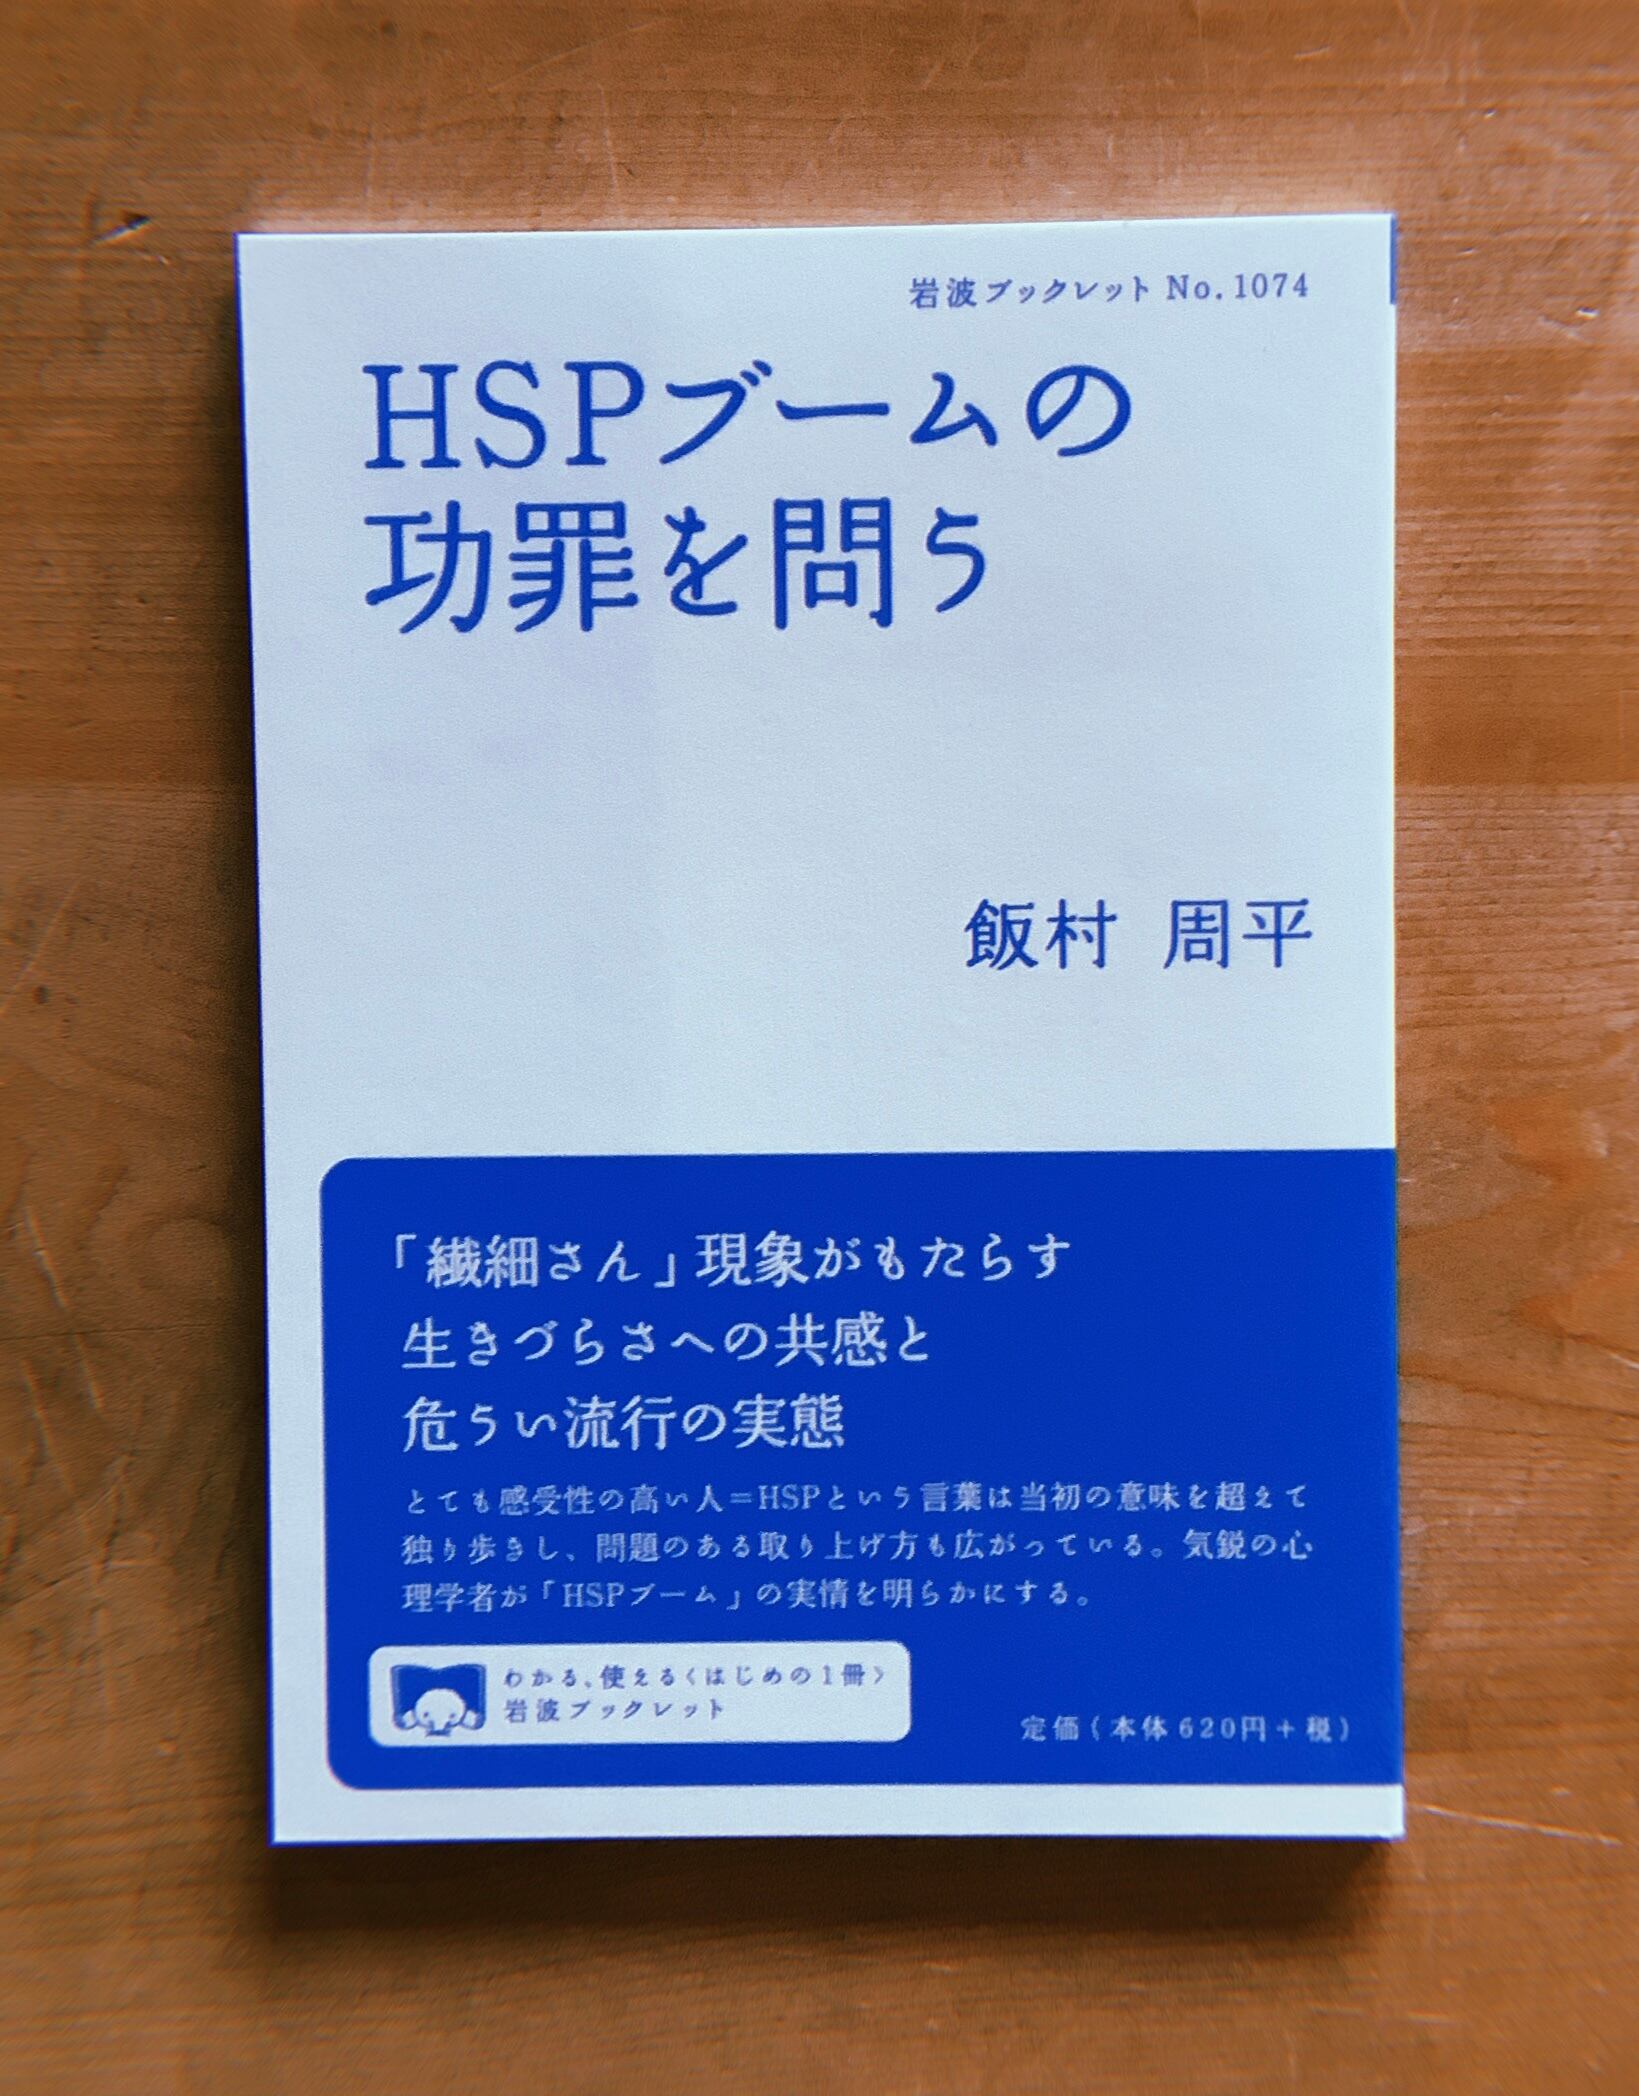 岩波ブックレット No.1074
HSPブームの
功罪を問う
飯村 周平
「繊細さん」現象がもたらす
生きづらさへの共感と
危うい流行の実態
とても感受性の高い人＝HSPという言葉は当初の意味を超えて
独り歩きし、問題のある取り上げ方も広がっている。気鋭の心
理学者が「HSPブーム」の実情を明らかにする。
わかる、使える〈はじめの1冊〉
岩波ブックレット
定価（本体620円＋税）